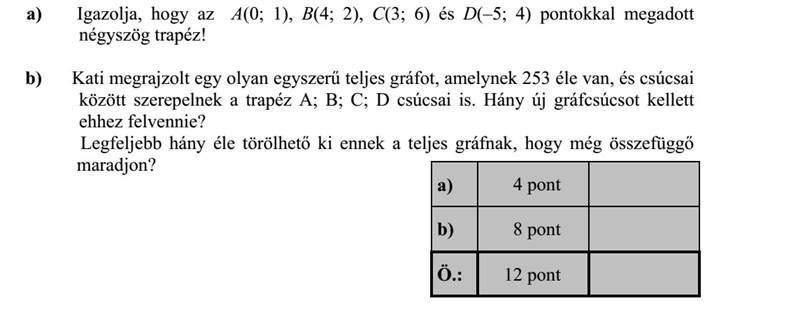 a) Igazolja, hogy az A(0; 1), B(4; 2), C(3; 6) és D(–5; 4) pontokkal megadott
négyszög trapéz!
b) Kati megrajzolt egy olyan egyszerű teljes gráfot, amelynek 253 éle van, és csúcsai
között szerepelnek a trapéz A; B; C; D csúcsai is. Hány új gráfcsúcsot kellett
ehhez felvennie?
Legfeljebb hány éle törölhető ki ennek a teljes gráfnak, hogy még összefüggő
maradjon?
a) 4 pont
b) 8 pont
Ö.: 12 pont